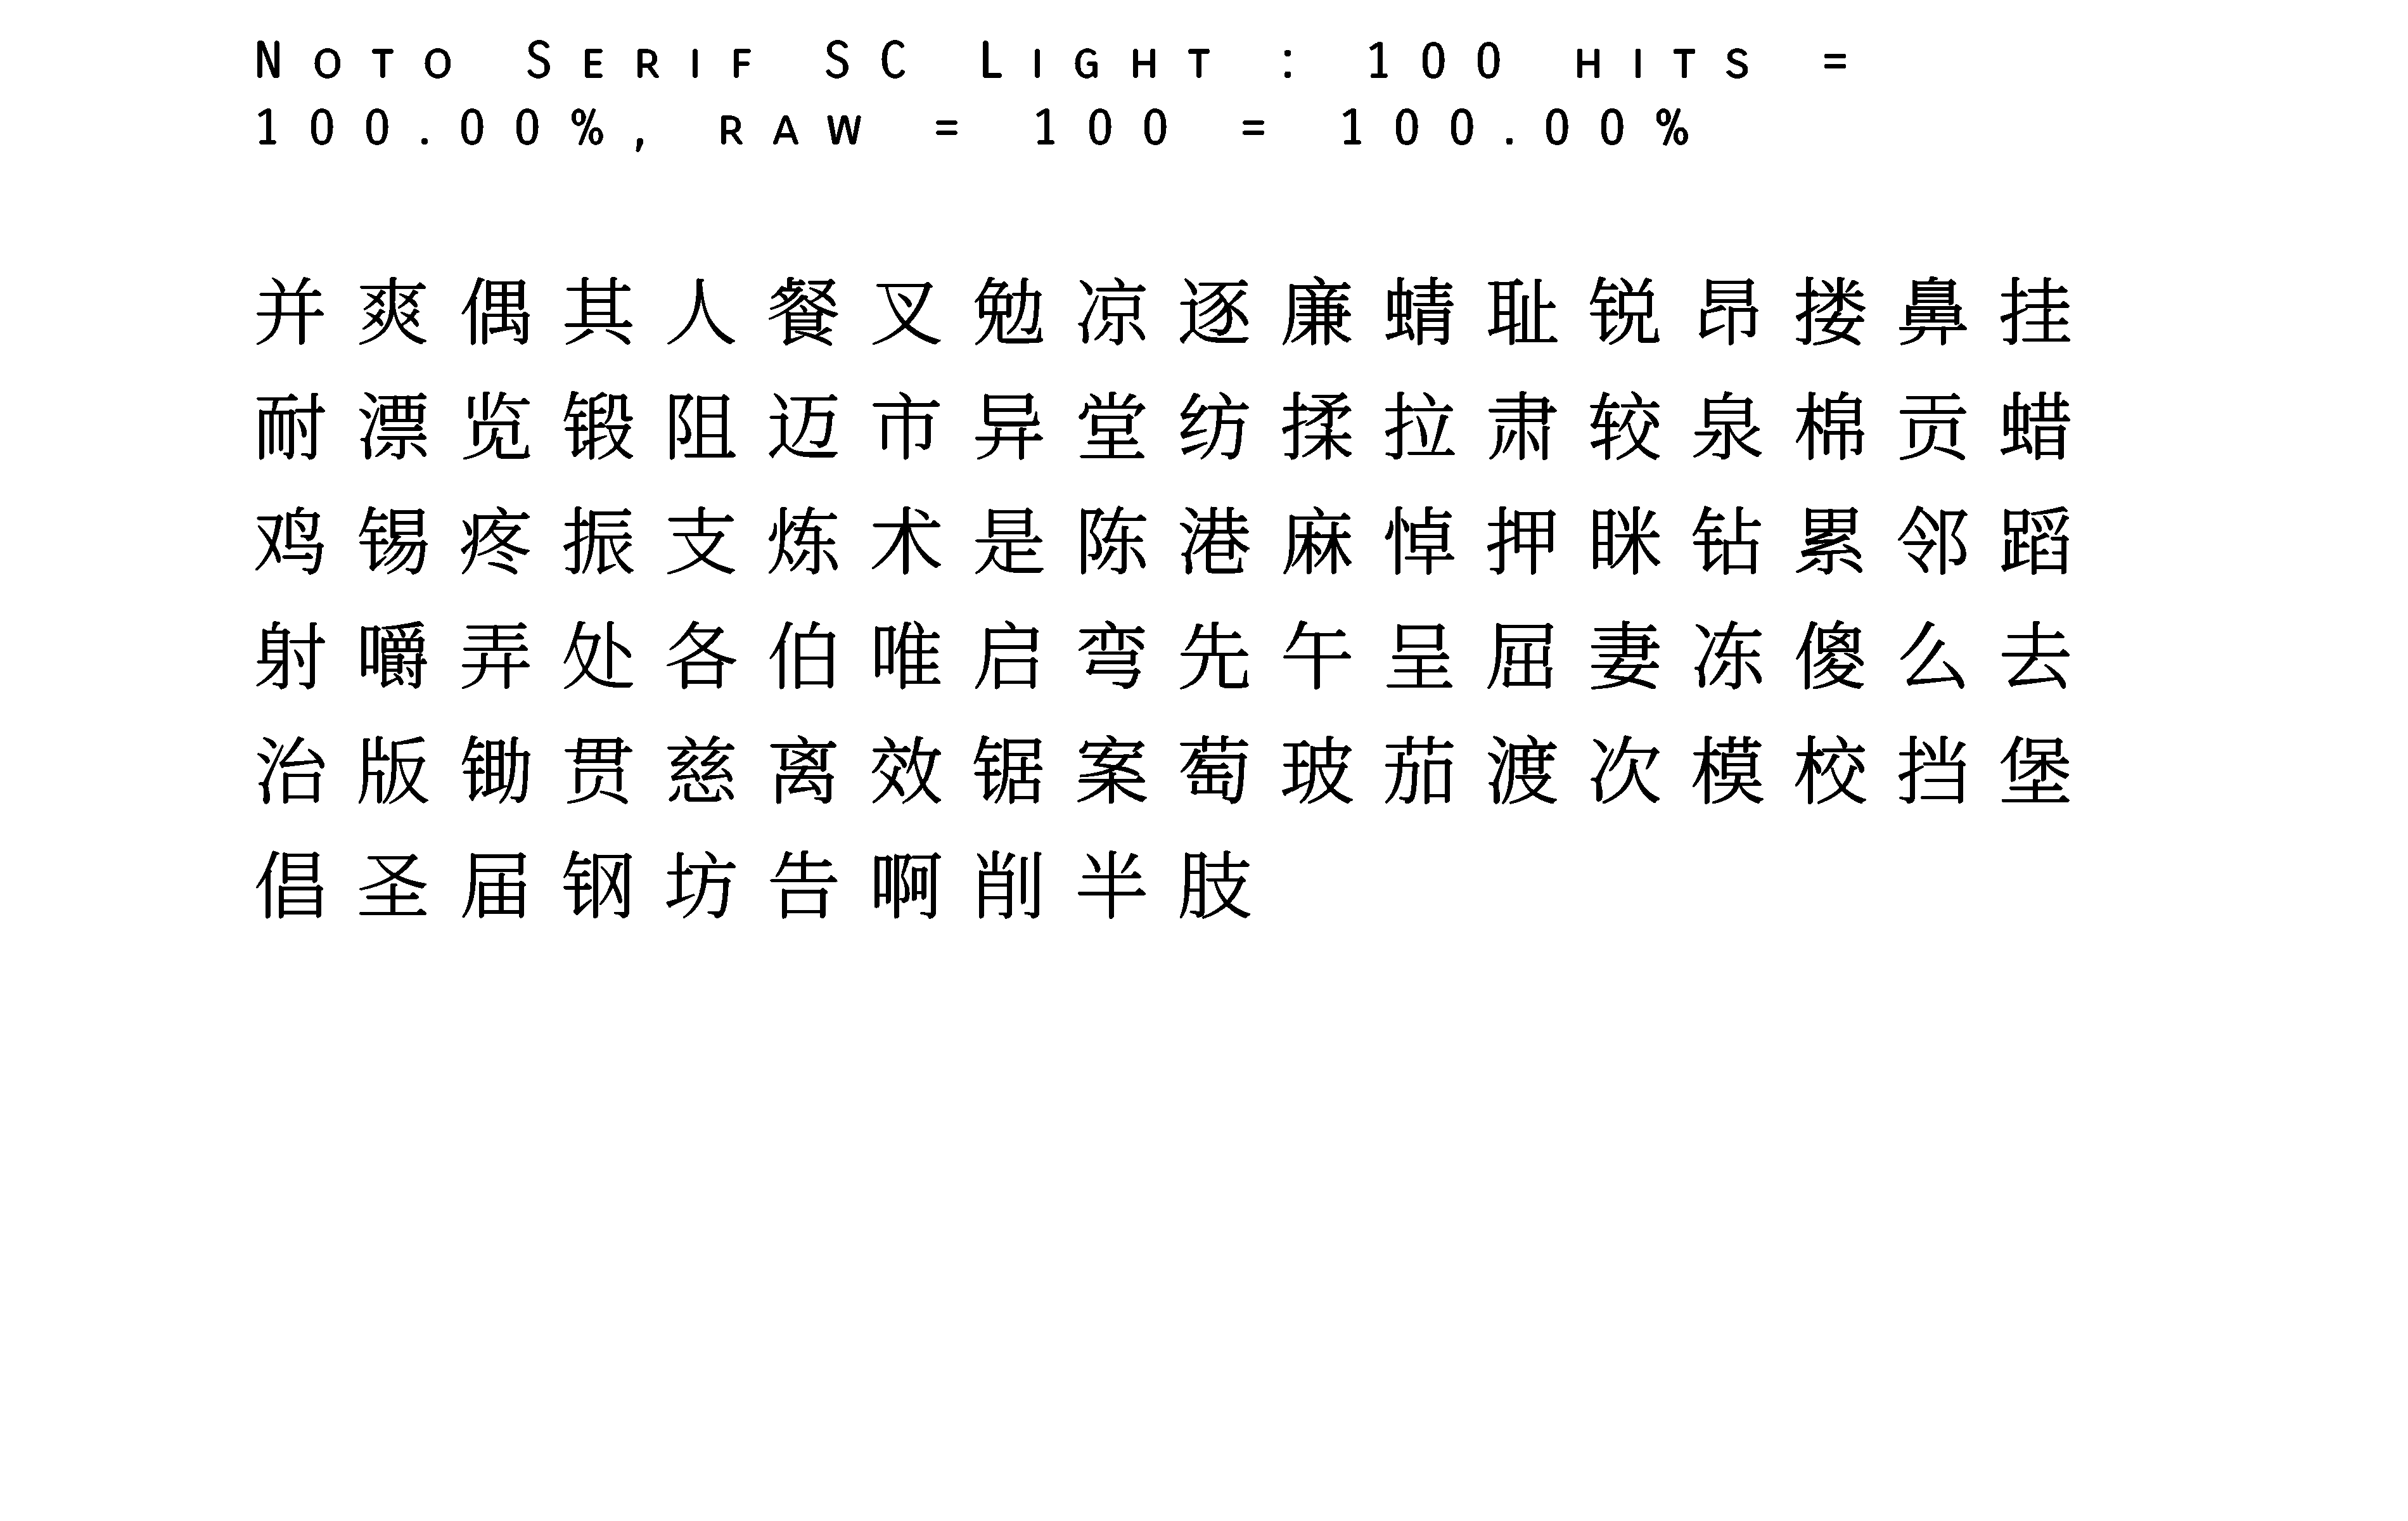 Noto Serif SC Light : 100 hits =
100.00%, raw = 100 = 100.00%
并爽偶其人餐叉勉凉逐廉蜻耻锐昂搂鼻挂
耐漂览锻阻迈市异堂纺揉拉肃较泉棉贡蜡
鸡锡疼振支炼术是陈港麻悼押眯钻累邻蹈
射嚼弄处各伯唯启弯先午呈屈妻冻傻么去
治版锄贯慈离效锯案萄玻茄渡次模校挡堡
倡圣届钢坊告啊削半肢